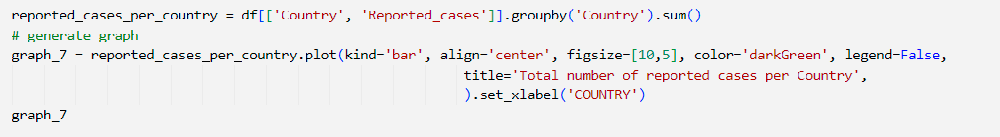 reported_cases_per_country = df[['Country', 'Reported_cases']].groupby('Country').sum()
# generate graph
graph_7 = reported_cases_per_country.plot(kind='bar', align='center', figsize=[10,5], color='darkGreen', legend=False,
title='Total number of reported cases per Country',
).set_xlabel('COUNTRY')
graph_7